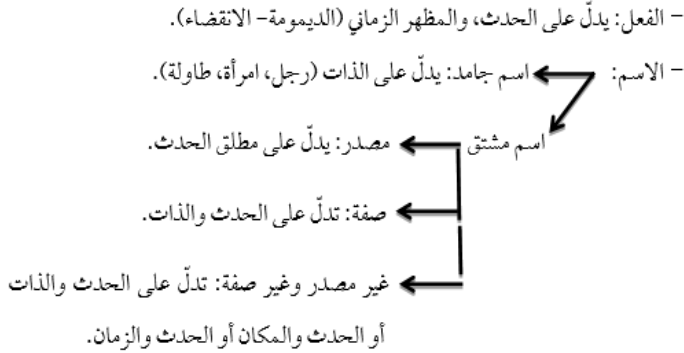 – الفعل: يدلّ على الحدث، والمظهر الزماني (الديمومة- الانقضاء).
– الاسم: اسم جامد: يدلّ على الذات (رجل، امرأة، طاولة).
اسم مشتق مصدر: يدلّ على مطلق الحدث.
صفة: تدلّ على الحدث والذات.
غير مصدر وغير صفة: تدلّ على الحدث والذات
أو الحدث والمكان أو الحدث والزمان.